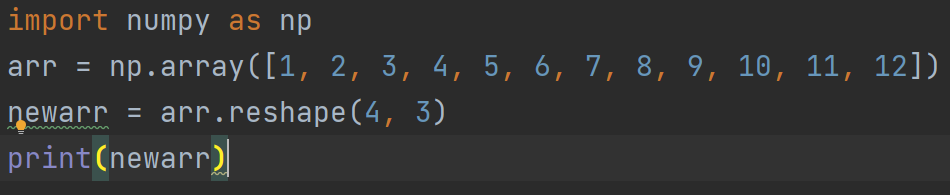 import numpy as np
arr = np.array([1, 2, 3, 4, 5, 6, 7, 8, 9, 10, 11, 12])
newarr = arr.reshape(4, 3)
print(newarr)